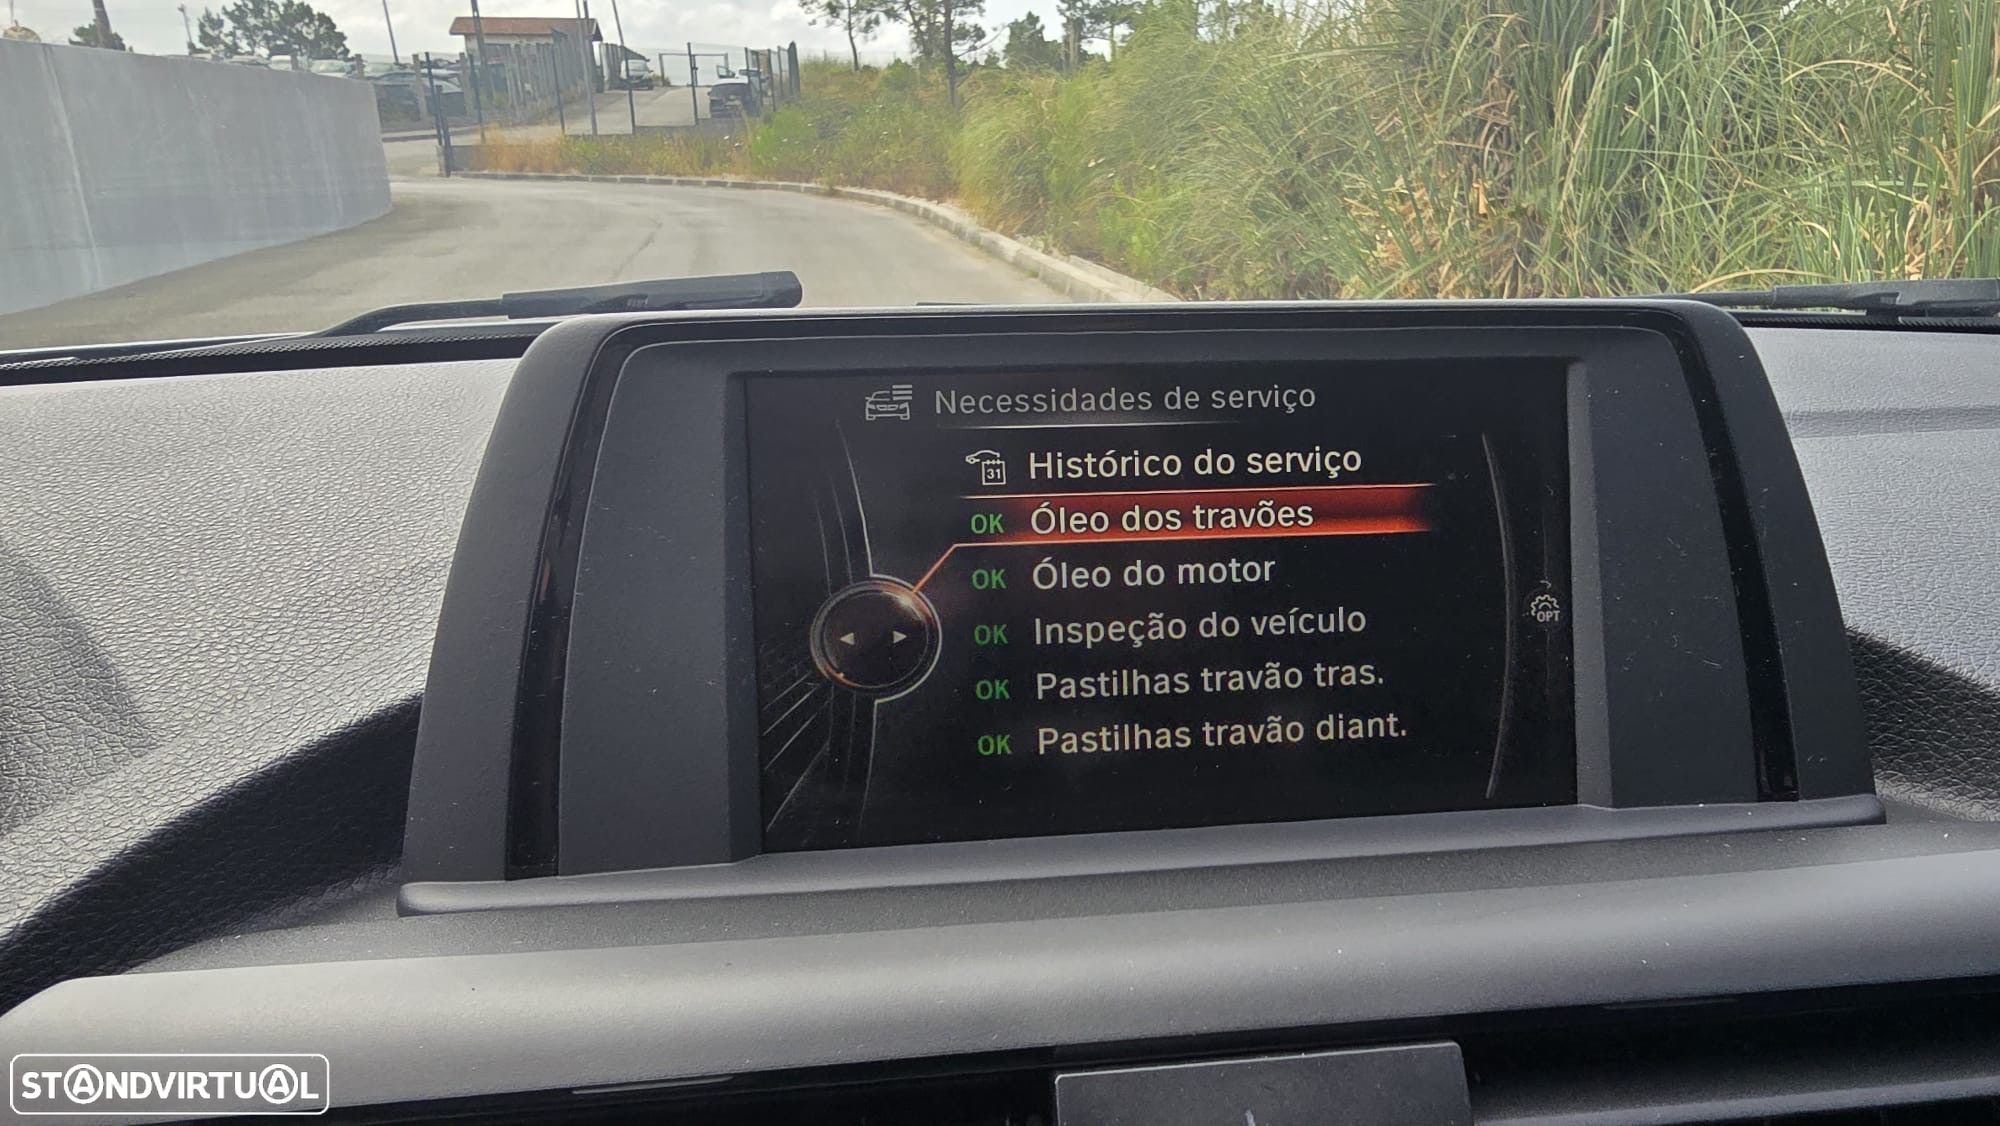 Necessidades de serviço
31 Histórico do serviço
OK Óleo dos travões
OK Óleo do motor
OK Inspeção do veículo
OPT
OK Pastilhas travão tras.
OK Pastilhas travão diant.
STANDVIRTUAL